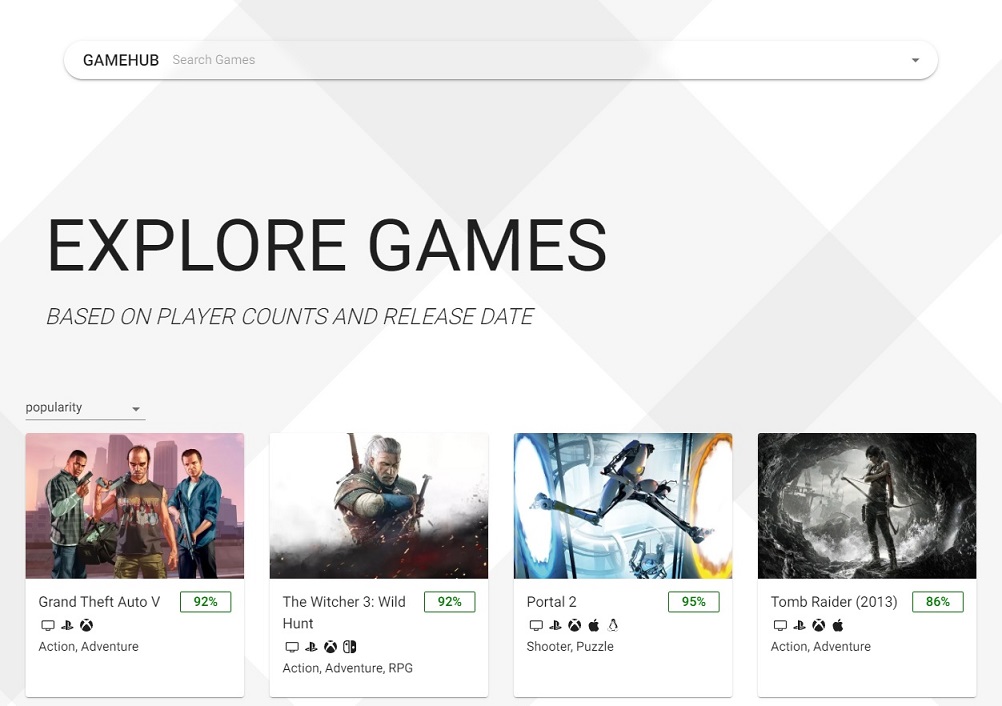 GAMEHUB Search Games
EXPLORE GAMES
BASED ON PLAYER COUNTS AND RELEASE DATE
popularity
Grand Theft Auto V 92%
Action, Adventure
The Witcher 3: Wild 92%
Hunt
Action, Adventure, RPG
Portal 2 95%
Shooter, Puzzle
Tomb Raider (2013) 86%
Action, Adventure